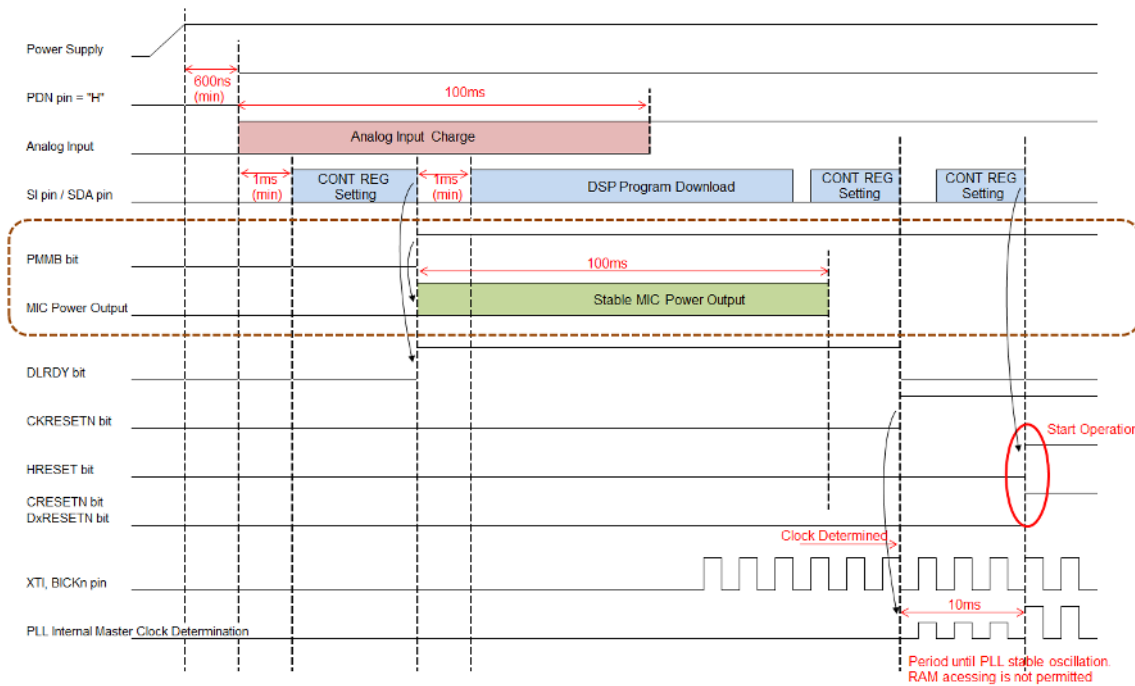 Power Supply
600ns
(min)
PDN pin = "H"
100ms
Analog Input
Analog Input Charge
SI pin / SDA pin
1ms
(min)
CONT REG
Setting
1ms
(min)
DSP Program Download
CONT REG
Setting
CONT REG
Setting
PMMB bit
100ms
MIC Power Output
Stable MIC Power Output
DLRDY bit
CKRESETN bit
Start Operation
HRESET bit
CRESETN bit
DxRESETN bit
Clock Determined
XTI, BICKn pin
10ms
PLL Internal Master Clock Determination
Period until PLL stable oscillation.
RAM acessing is not permitted